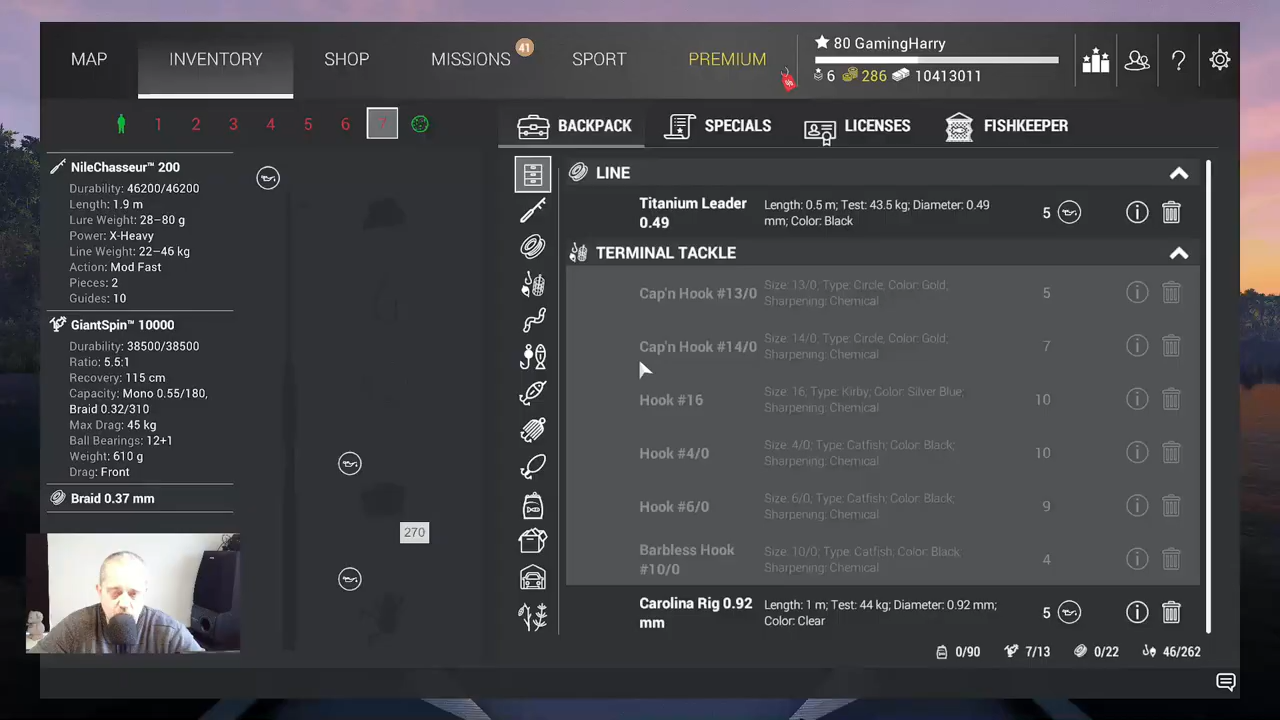 MAP
INVENTORY
SHOP
MISSIONS
41
SPORT
PREMIUM
80 GamingHarry
6
286
10413011
1 2 3 4 5 6 7
BACKPACK
SPECIALS
LICENSES
FISHKEEPER
NileChasseur™ 200
Durability: 46200/46200
Length: 1.9 m
Lure Weight: 28–80 g
Power: X-Heavy
Line Weight: 22–46 kg
Action: Mod Fast
Pieces: 2
Guides: 10
GiantSpin™ 10000
Durability: 38500/38500
Ratio: 5.5:1
Recovery: 115 cm
Capacity: Mono 0.55/180,
Braid 0.32/310
Max Drag: 45 kg
Ball Bearings: 12+1
Weight: 610 g
Drag: Front
Braid 0.37 mm
270
LINE
Titanium Leader
0.49
Length: 0.5 m; Test: 43.5 kg; Diameter: 0.49
mm; Color: Black
5
TERMINAL TACKLE
Cap'n Hook #13/0
Size: 13/0; Type: Circle; Color: Gold;
Sharpening: Chemical
5
Cap'n Hook #14/0
Size: 14/0; Type: Circle; Color: Gold;
Sharpening: Chemical
7
Hook #16
Size: 16; Type: Kirby; Color: Silver Blue;
Sharpening: Chemical
10
Hook #4/0
Size: 4/0; Type: Catfish; Color: Black;
Sharpening: Chemical
10
Hook #6/0
Size: 6/0; Type: Catfish; Color: Black;
Sharpening: Chemical
9
Barbless Hook
#10/0
Size: 10/0; Type: Catfish; Color: Black;
Sharpening: Chemical
4
Carolina Rig 0.92
mm
Length: 1 m; Test: 44 kg; Diameter: 0.92 mm;
Color: Clear
5
0/90
7/13
0/22
46/262